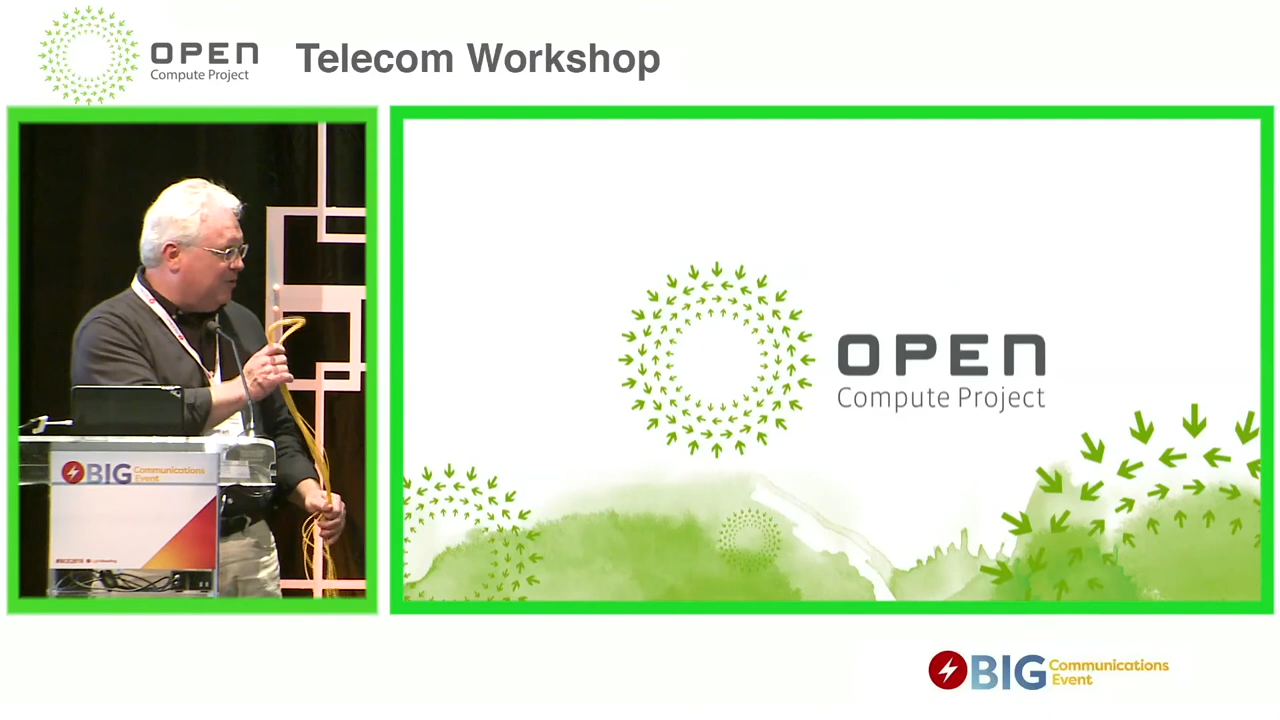 OPEN
Compute Project
Telecom Workshop
BIG Communications
Event
OPEN
Compute Project
BIG Communications
Event